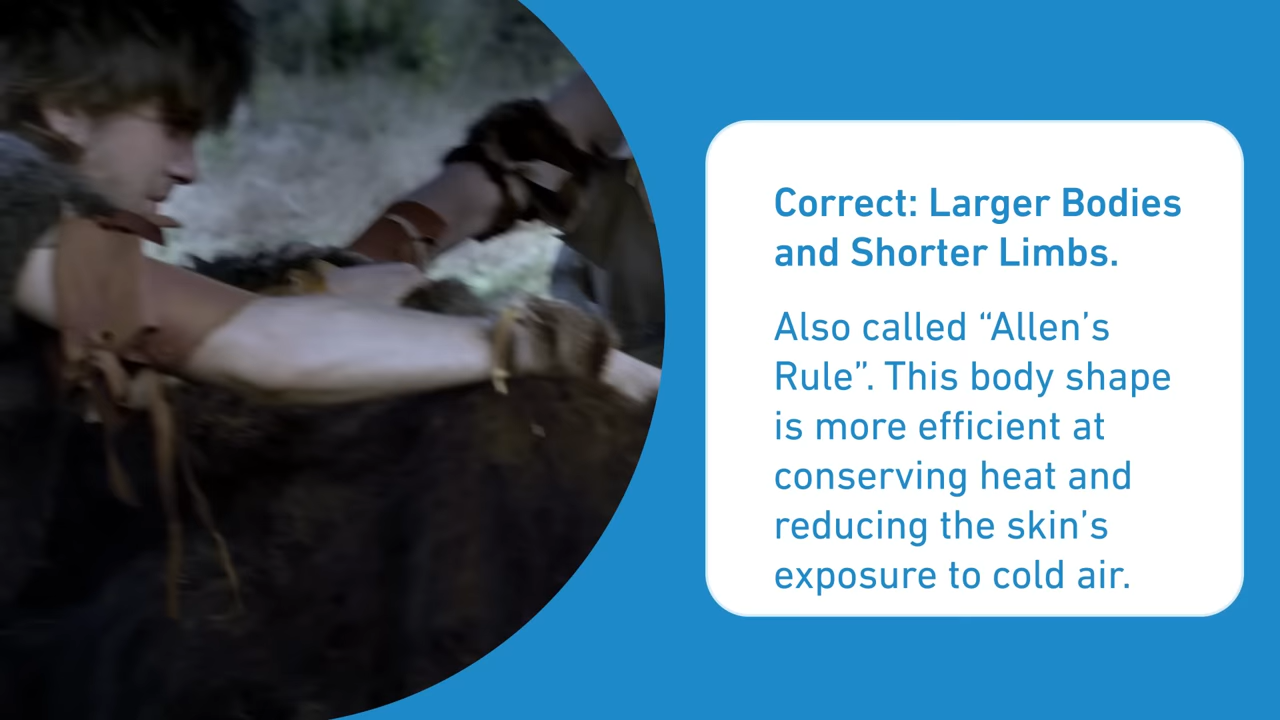 Correct: Larger Bodies
and Shorter Limbs.
Also called “Allen’s
Rule”. This body shape
is more efficient at
conserving heat and
reducing the skin’s
exposure to cold air.